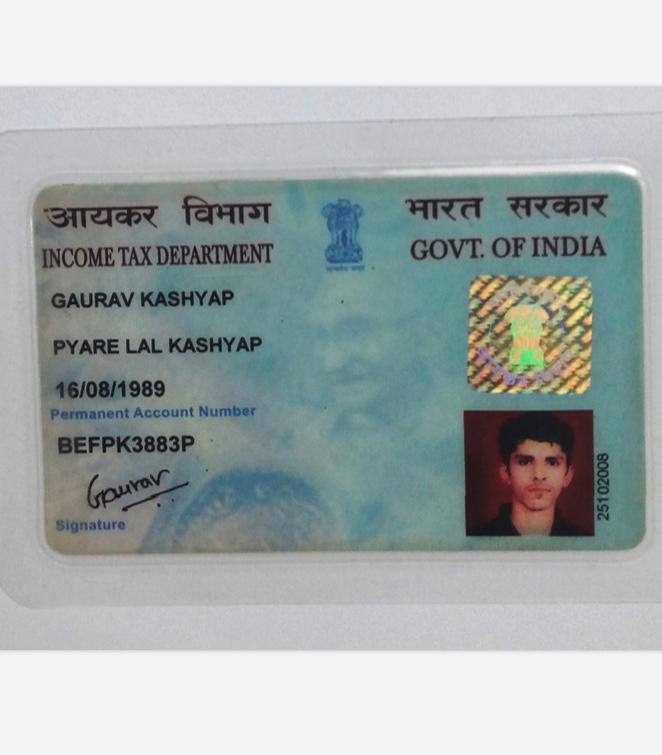 आयकर विभाग
INCOME TAX DEPARTMENT
भारत सरकार
GOVT. OF INDIA
GAURAV KASHYAP
PYARE LAL KASHYAP
16/08/1989
Permanent Account Number
BEFPK3883P
Gaurav
Signature
25102008